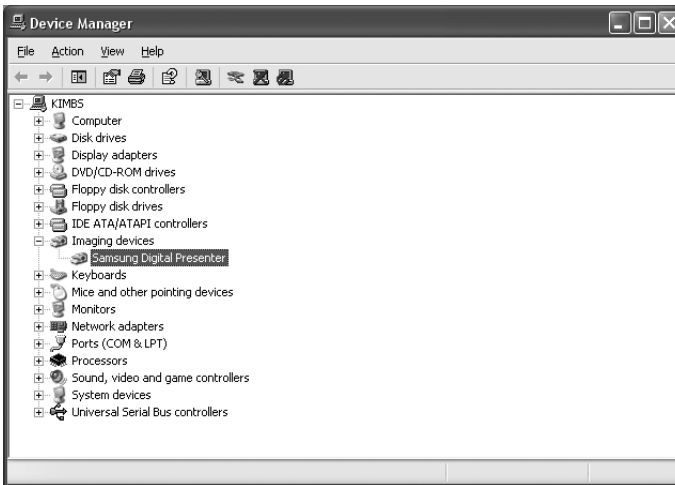 Device Manager
File Action View Help
KIMBS
Computer
Disk drives
Display adapters
DVD/CD-ROM drives
Floppy disk controllers
Floppy disk drives
IDE ATA/ATAPI controllers
Imaging devices
Samsung Digital Presenter
Keyboards
Mice and other pointing devices
Monitors
Network adapters
Ports (COM & LPT)
Processors
Sound, video and game controllers
System devices
Universal Serial Bus controllers